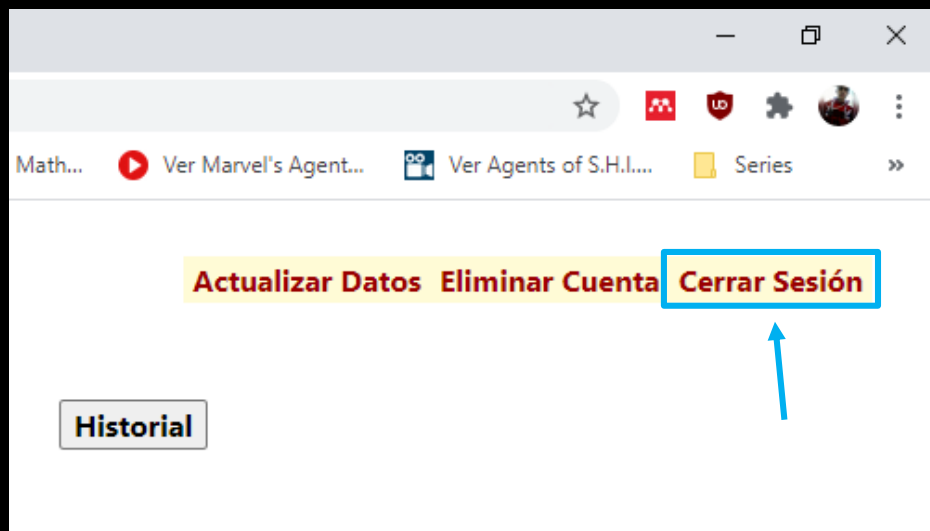 Math... Ver Marvel's Agent... Ver Agents of S.H.I.... Series »
Actualizar Datos Eliminar Cuenta Cerrar Sesión
Historial